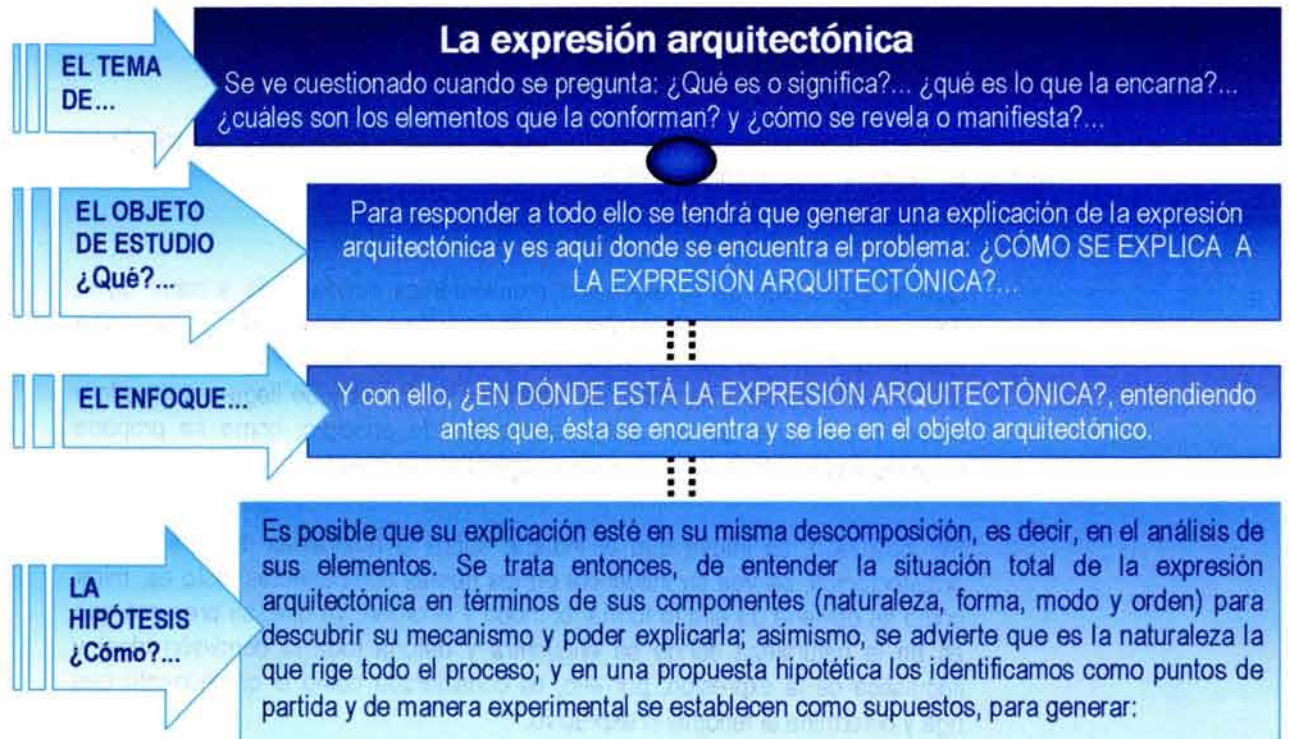 La expresión arquitectónica
EL TEMA
DE...
Se ve cuestionado cuando se pregunta: ¿Qué es o significa?... ¿qué es lo que la encarna?...
¿cuáles son los elementos que la conforman? y ¿cómo se revela o manifiesta?...
EL OBJETO
DE ESTUDIO
¿Qué?...
Para responder a todo ello se tendrá que generar una explicación de la expresión
arquitectónica y es aquí donde se encuentra el problema: ¿CÓMO SE EXPLICA A
LA EXPRESIÓN ARQUITECTÓNICA?...
EL ENFOQUE...
Y con ello, ¿EN DÓNDE ESTÁ LA EXPRESIÓN ARQUITECTÓNICA?, entendiendo
antes que, ésta se encuentra y se lee en el objeto arquitectónico.
LA
HIPÓTESIS
¿Cómo?...
Es posible que su explicación esté en su misma descomposición, es decir, en el análisis de
sus elementos. Se trata entonces, de entender la situación total de la expresión
arquitectónica en términos de sus componentes (naturaleza, forma, modo y orden) para
descubrir su mecanismo y poder explicarla; asimismo, se advierte que es la naturaleza la
que rige todo el proceso; y en una propuesta hipotética los identificamos como puntos de
partida y de manera experimental se establecen como supuestos, para generar: